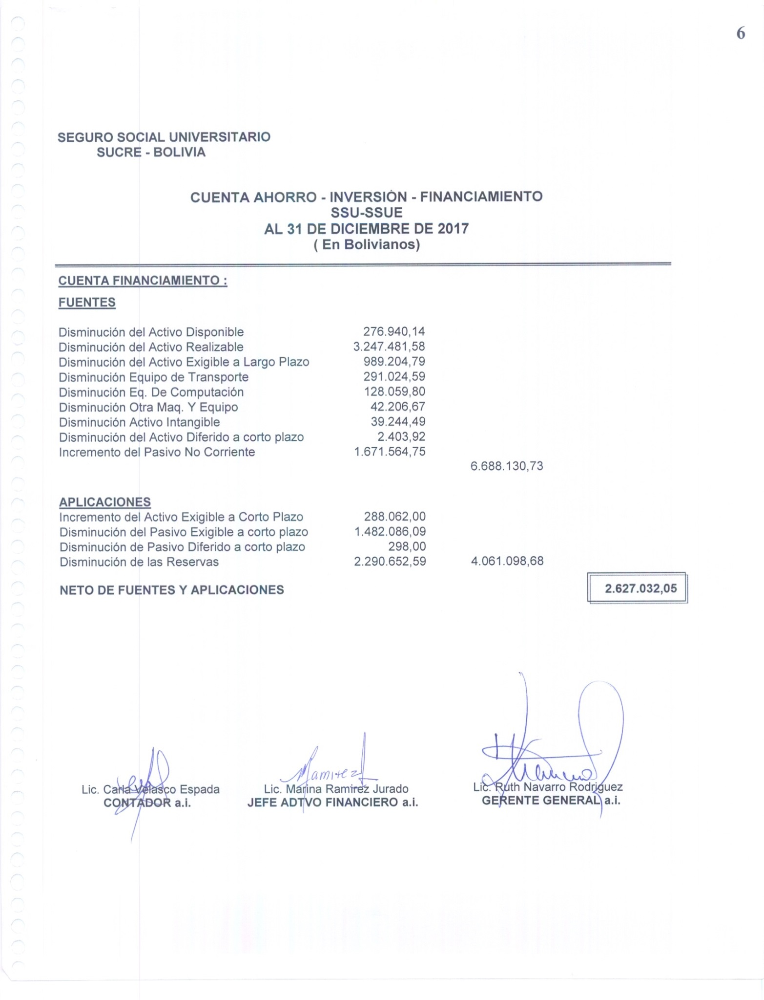 6
SEGURO SOCIAL UNIVERSITARIO
SUCRE - BOLIVIA
CUENTA AHORRO - INVERSIÓN - FINANCIAMIENTO
SSU-SSUE
AL 31 DE DICIEMBRE DE 2017
( En Bolivianos)
CUENTA FINANCIAMIENTO :
FUENTES
Disminución del Activo Disponible 276.940,14
Disminución del Activo Realizable 3.247.481,58
Disminución del Activo Exigible a Largo Plazo 989.204,79
Disminución Equipo de Transporte 291.024,59
Disminución Eq. De Computación 128.059,80
Disminución Otra Maq. Y Equipo 42.206,67
Disminución Activo Intangible 39.244,49
Disminución del Activo Diferido a corto plazo 2.403,92
Incremento del Pasivo No Corriente 1.671.564,75
6.688.130,73
APLICACIONES
Incremento del Activo Exigible a Corto Plazo 288.062,00
Disminución del Pasivo Exigible a corto plazo 1.482.086,09
Disminución de Pasivo Diferido a corto plazo 298,00
Disminución de las Reservas 2.290.652,59 4.061.098,68
NETO DE FUENTES Y APLICACIONES 2.627.032,05
Lic. Carla Velasco Espada Lic. Marina Ramirez Jurado Lic. Ruth Navarro Rodriguez
CONTADOR a.i. JEFE ADTVO FINANCIERO a.i. GERENTE GENERAL a.i.